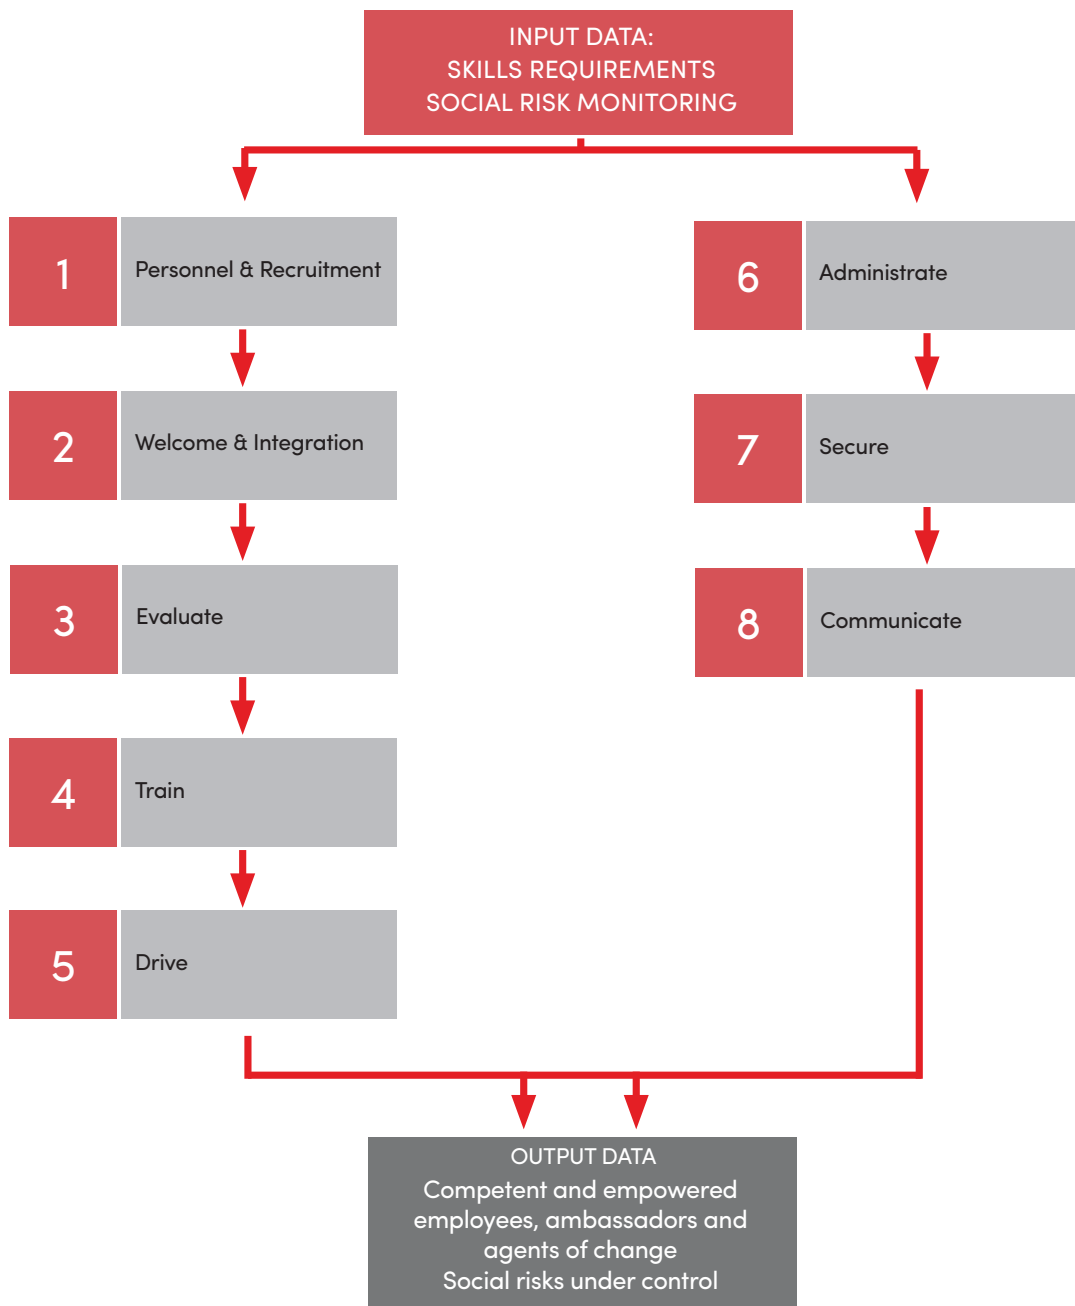 INPUT DATA:
SKILLS REQUIREMENTS
SOCIAL RISK MONITORING
1
Personnel & Recruitment
2
Welcome & Integration
3
Evaluate
4
Train
5
Drive
6
Administrate
7
Secure
8
Communicate
OUTPUT DATA
Competent and empowered
employees, ambassadors and
agents of change
Social risks under control